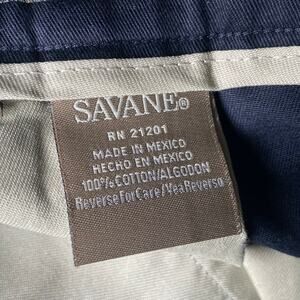 SAVANE®
RN 21201
MADE IN MEXICO
HECHO EN MEXICO
100% COTTON/ALGODON
ReverseForCare/VeaReverso